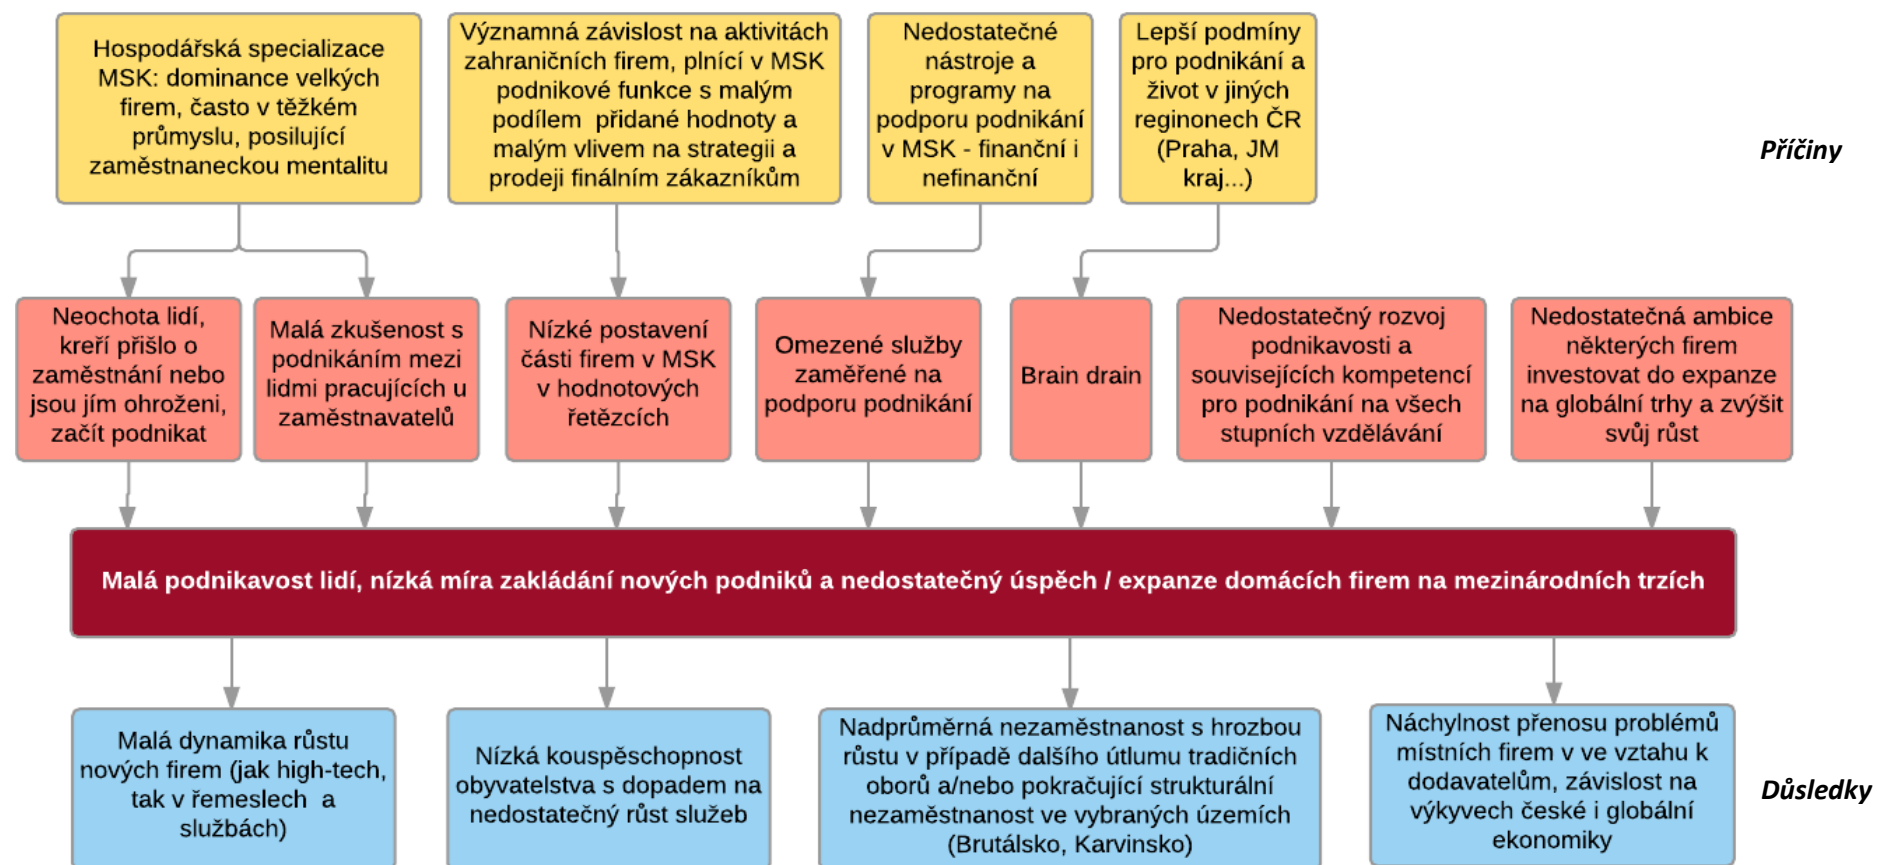 Hospodářská specializace
MSK: dominance velkých
firem, často v těžkém
průmyslu, posilující
zaměstnaneckou mentalitu
Významná závislost na aktivitách
zahraničních firem, plnící v MSK
podnikové funkce s malým
podílem přidané hodnoty a
malým vlivem na strategii a
prodeji finálním zákazníkům
Nedostatečné
nástroje a
programy na
podporu podnikání
v MSK - finanční i
nefinanční
Lepší podmíny
pro podnikání a
život v jiných
reginonech ČR
(Praha, JM
kraj...)
Příčiny
Neochota lidí,
kreří přišlo o
zaměstnání nebo
jsou jím ohroženi,
začít podnikat
Malá zkušenost s
podnikáním mezi
lidmi pracujících u
zaměstnavatelů
Nízké postavení
části firem v MSK
v hodnotových
řetězcích
Omezené služby
zaměřené na
podporu podnikání
Brain drain
Nedostatečný rozvoj
podnikavosti a
souvisejících kompetencí
pro podnikání na všech
stupních vzdělávání
Nedostatečná ambice
některých firem
investovat do expanze
na globální trhy a zvýšit
svůj růst
Malá podnikavost lidí, nízká míra zakládání nových podniků a nedostatečný úspěch / expanze domácích firem na mezinárodních trzích
Malá dynamika růstu
nových firem (jak high-tech,
tak v řemeslech a
službách)
Nízká kouspěschopnost
obyvatelstva s dopadem na
nedostatečný růst služeb
Nadprůměrná nezaměstnanost s hrozbou
růstu v případě dalšího útlumu tradičních
oborů a/nebo pokračující strukturální
nezaměstnanost ve vybraných územích
(Brutálsko, Karvinsko)
Náchylnost přenosu problémů
místních firem v ve vztahu k
dodavatelům, závislost na
výkyvech české i globální
ekonomiky
Důsledky